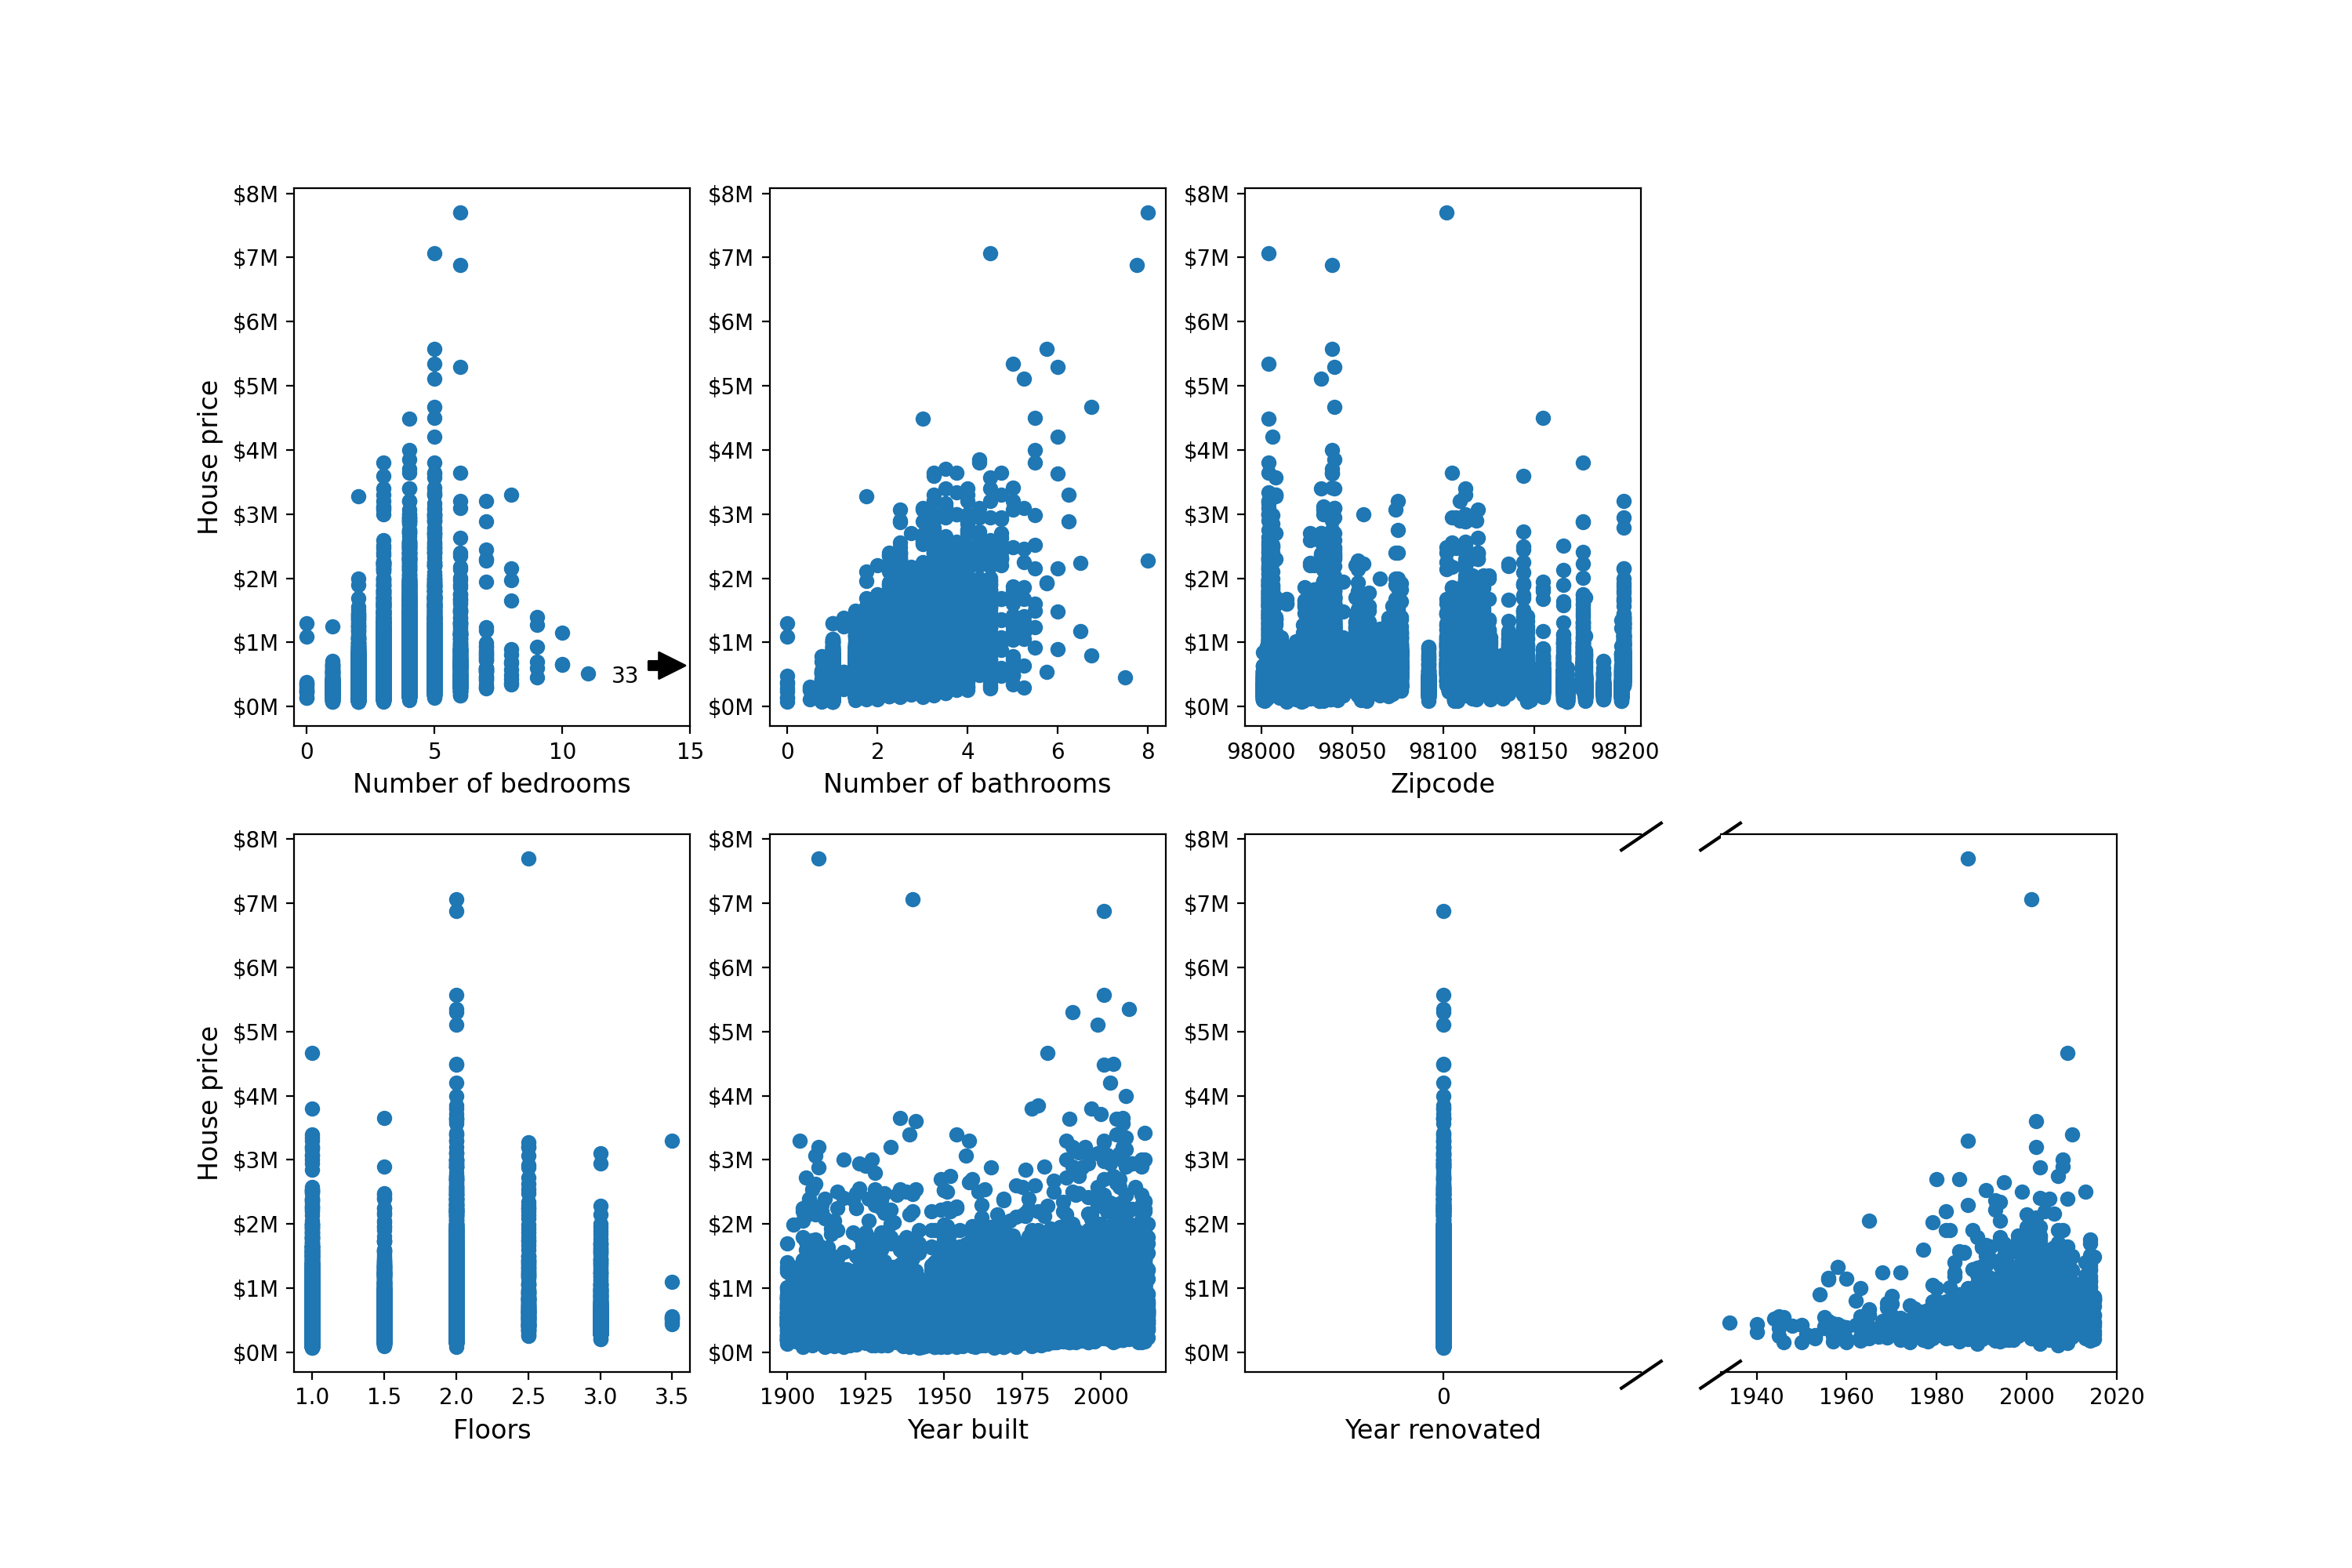 $8M
$7M
$6M
$5M
$4M
$3M
$2M
$1M
$0M
House price
33
0 5 10 15
Number of bedrooms
$8M
$7M
$6M
$5M
$4M
$3M
$2M
$1M
$0M
0 2 4 6 8
Number of bathrooms
$8M
$7M
$6M
$5M
$4M
$3M
$2M
$1M
$0M
98000 98050 98100 98150 98200
Zipcode
$8M
$7M
$6M
$5M
$4M
$3M
$2M
$1M
$0M
House price
1.0 1.5 2.0 2.5 3.0 3.5
Floors
$8M
$7M
$6M
$5M
$4M
$3M
$2M
$1M
$0M
1900 1925 1950 1975 2000
Year built
$8M
$7M
$6M
$5M
$4M
$3M
$2M
$1M
$0M
0
Year renovated
1940 1960 1980 2000 2020